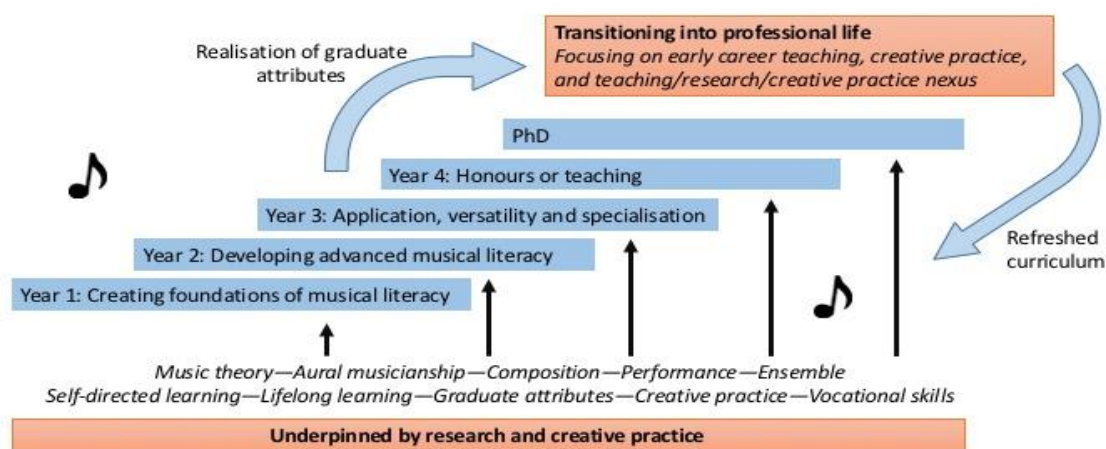 Realisation of graduate
attributes
Transitioning into professional life
Focusing on early career teaching, creative practice,
and teaching/research/creative practice nexus
PhD
Year 4: Honours or teaching
Year 3: Application, versatility and specialisation
Year 2: Developing advanced musical literacy
Year 1: Creating foundations of musical literacy
Refreshed
curriculum
Music theory—Aural musicianship—Composition—Performance—Ensemble
Self-directed learning—Lifelong learning—Graduate attributes—Creative practice—Vocational skills
Underpinned by research and creative practice